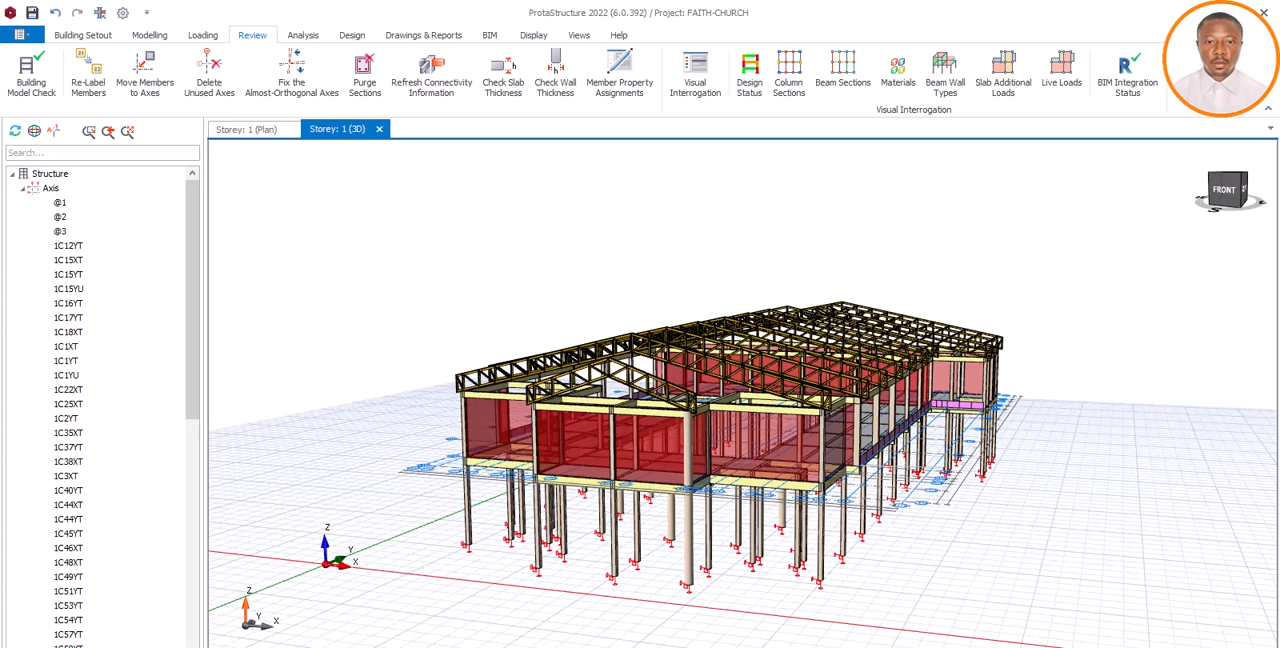 ProtaStructure 2022 (6.0.392) / Project: FAITH-CHURCH
Building Setout Modelling Loading Review Analysis Design Drawings & Reports BIM Display Views Help
Building Model Check
Re-Label Members
Move Members to Axes
Delete Unused Axes
Fix the Almost-Orthogonal Axes
Purge Sections
Refresh Connectivity Information
Check Slab Thickness
Check Wall Thickness
Member Property Assignments
Visual Interrogation
Design Status
Column Sections
Beam Sections
Materials
Beam Wall Types
Slab Additional Loads
Live Loads
BIM Integration Status
Visual Interrogation
Storey: 1 (Plan)
Storey: 1 (3D)
Search...
Structure
Axis
@1
@2
@3
1C12YT
1C15XT
1C15YT
1C15YU
1C16YT
1C17YT
1C18XT
1C1XT
1C1YT
1C1YU
1C22XT
1C25XT
1C2YT
1C35XT
1C37YT
1C38XT
1C3XT
1C40YT
1C44XT
1C44YT
1C45YT
1C46XT
1C48XT
1C49YT
1C51YT
1C53YT
1C54YT
1C57YT
FRONT
S
Z
Y
X
Z
Y
X